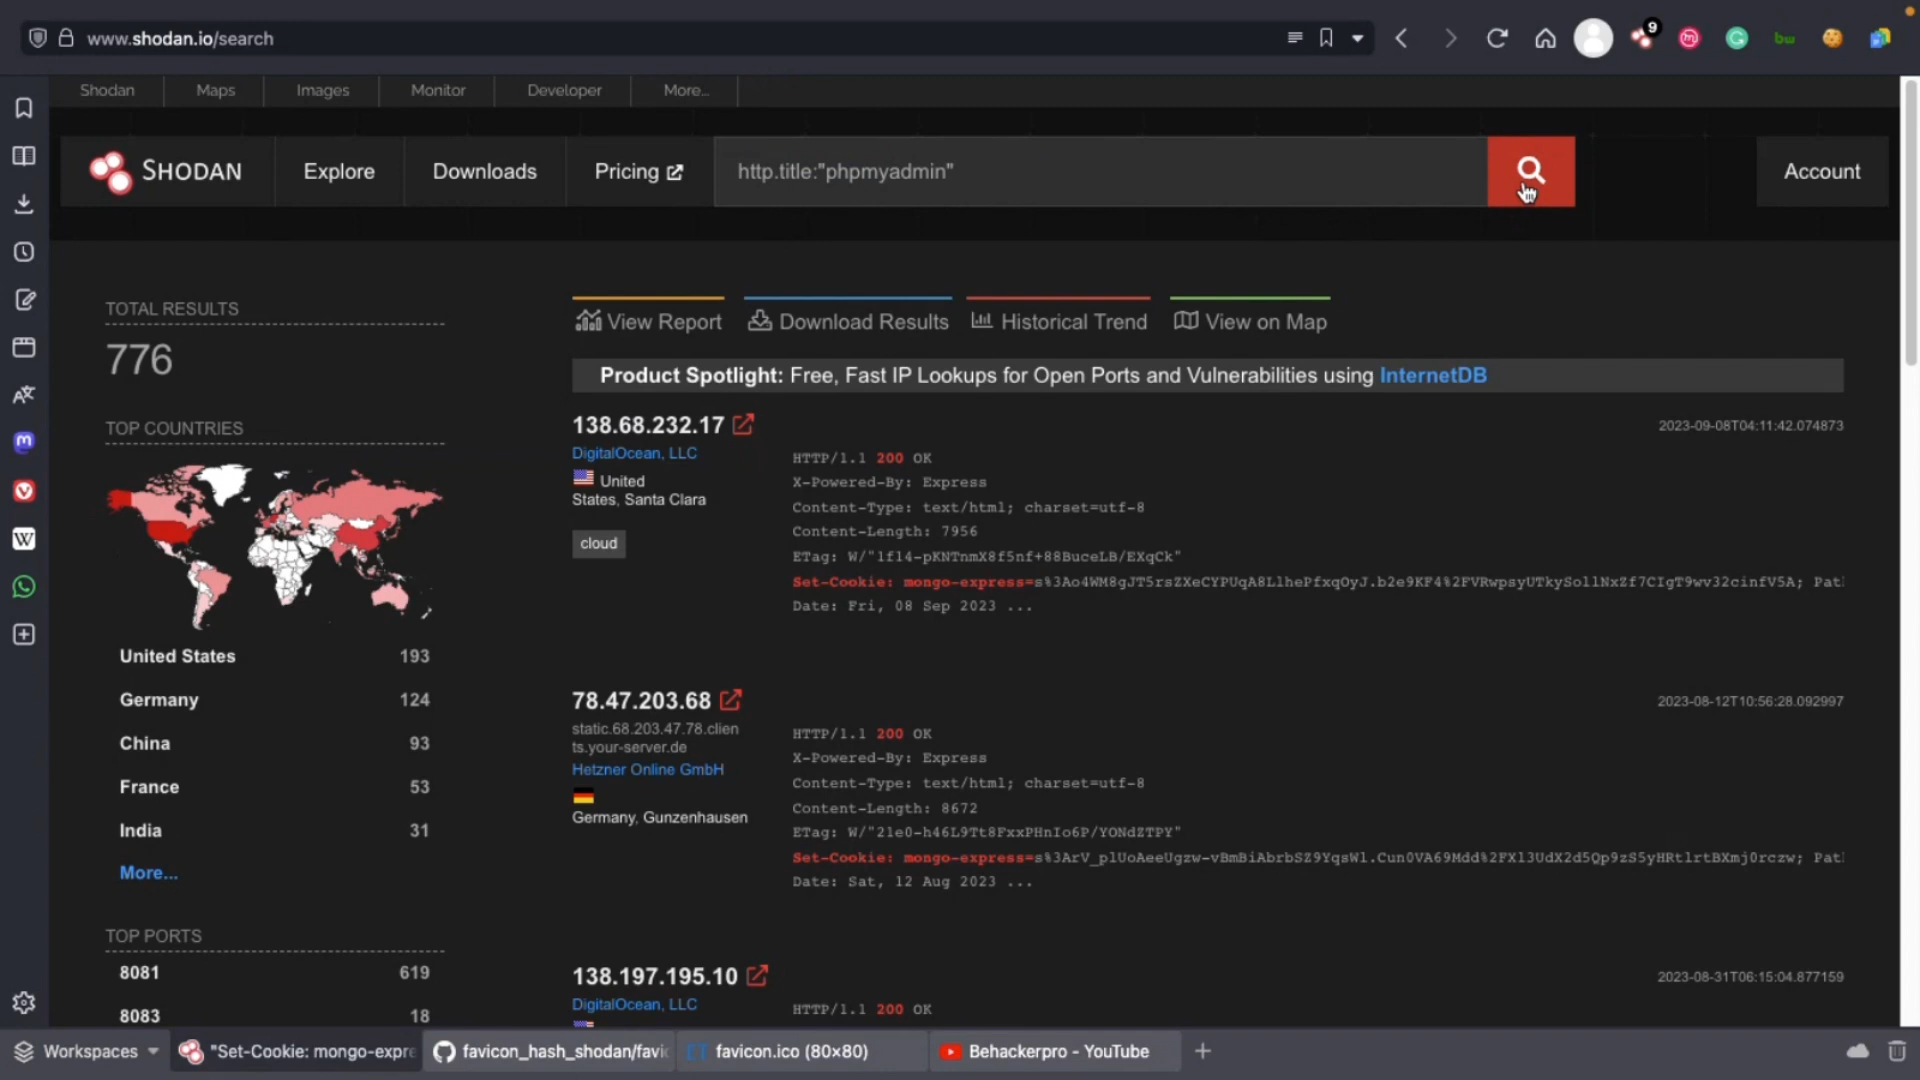 www.shodan.io/search
9
Shodan
Maps
Images
Monitor
Developer
More...
SHODAN
Explore
Downloads
Pricing
http.title:"phpmyadmin"
Account
TOTAL RESULTS
776
TOP COUNTRIES
United States 193
Germany 124
China 93
France 53
India 31
More...
TOP PORTS
8081 619
8083 18
View Report
Download Results
Historical Trend
View on Map
Product Spotlight: Free, Fast IP Lookups for Open Ports and Vulnerabilities using InternetDB
138.68.232.17
2023-09-08T04:11:42.074873
DigitalOcean, LLC
United
States, Santa Clara
cloud
HTTP/1.1 200 OK
X-Powered-By: Express
Content-Type: text/html; charset=utf-8
Content-Length: 7956
ETag: W/"1f14-pKNTnmX8f5nf+88BuceLB/EXqCk"
Set-Cookie: mongo-express=s%3Ao4WM8gJT5rsZXeCYPUqA8LlhePfxqOyJ.b2e9KF4%2FVRwpsyUTkySollNxZf7CIgT9wv32cinfV5A; Pat
Date: Fri, 08 Sep 2023 ...
78.47.203.68
2023-08-12T10:56:28.092997
static.68.203.47.78.clien
ts.your-server.de
Hetzner Online GmbH
Germany, Gunzenhausen
HTTP/1.1 200 OK
X-Powered-By: Express
Content-Type: text/html; charset=utf-8
Content-Length: 8672
ETag: W/"21e0-h46L9Tt8FxxPHnIo6P/YONdZTPY"
Set-Cookie: mongo-express=s%3ArV_plUoAeeUgzw-vBmBiAbrbSZ9YqsWl.Cun0VA69Mdd%2FXl3UdX2d5Qp9zS5yHRtlrtBXmj0rczw; Pat
Date: Sat, 12 Aug 2023 ...
138.197.195.10
2023-08-31T06:15:04.877159
DigitalOcean, LLC
HTTP/1.1 200 OK
Workspaces
"Set-Cookie: mongo-expre
favicon_hash_shodan/favi
favicon.ico (80×80)
Behackerpro - YouTube